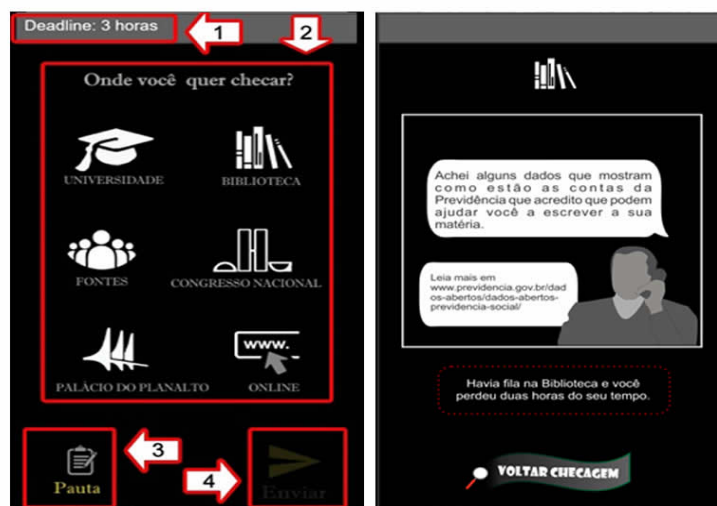 Deadline: 3 horas
1
2
Onde você quer checar?
UNIVERSIDADE
BIBLIOTECA
FONTES
CONGRESSO NACIONAL
www.
PALÁCIO DO PLANALTO
ONLINE
3
4
Pauta
Enviar
Achei alguns dados que mostram
como estão as contas da
Previdência que acredito que podem
ajudar você a escrever a sua
matéria.
Leia mais em
www.previdencia.gov.br/dad
os-abertos/dados-abertos-
previdencia-social/
Havia fila na Biblioteca e você
perdeu duas horas do seu tempo.
VOLTAR CHECAGEM